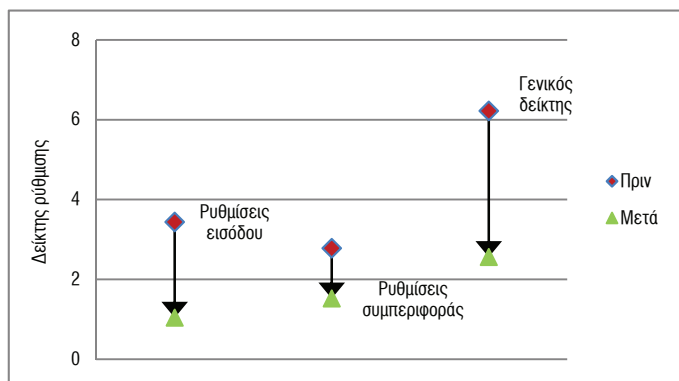 8
6
4
2
0
Δείκτης ρύθμισης
Ρυθμίσεις
εισόδου
Ρυθμίσεις
συμπεριφοράς
Γενικός
δείκτης
Πριν
Μετά